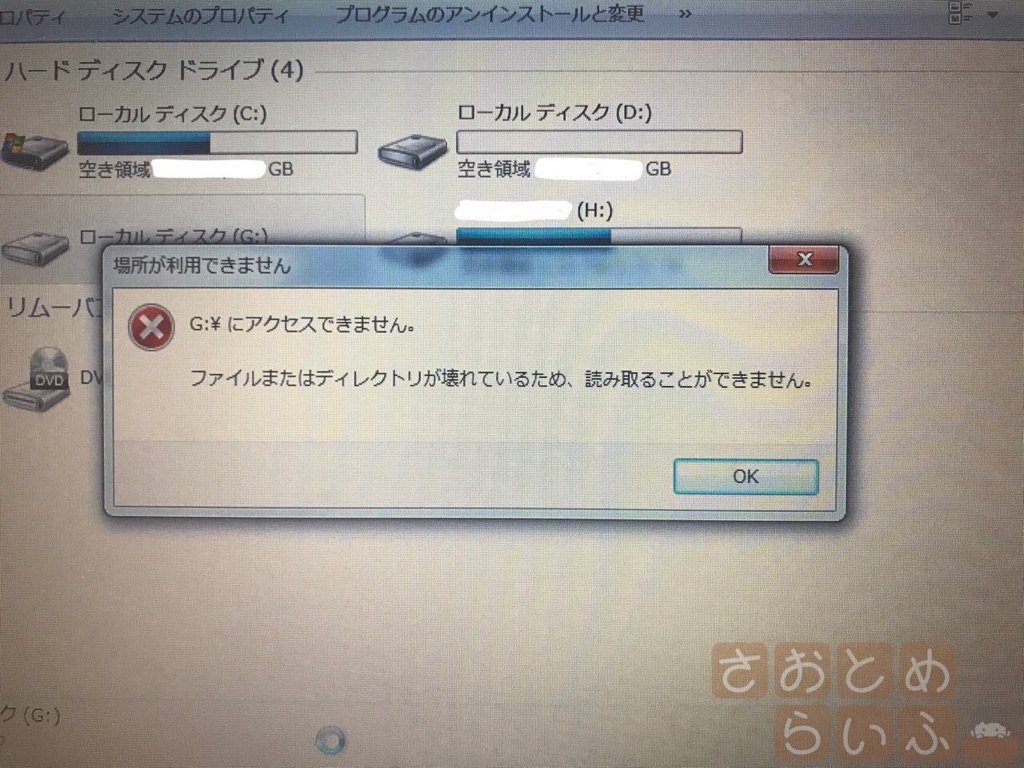 ロパティ システムのプロパティ プログラムのアンインストールと変更 »
ハード ディスク ドライブ (4)
ローカル ディスク (C:) ローカル ディスク (D:)
空き領域 GB 空き領域 GB
(H:)
ローカル ディスク (G:)
場所が利用できません
リムーバ
G:¥ にアクセスできません。
DVD DV
ファイルまたはディレクトリが壊れているため、読み取ることができません。
OK
ク (G:)
さおとめ
らいふ